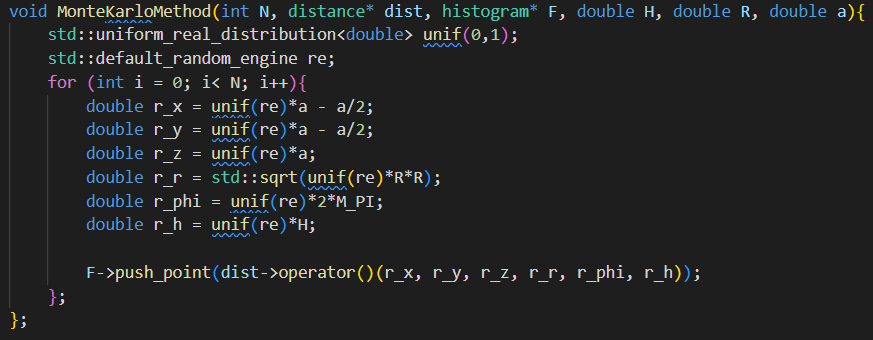 void MonteKarloMethod(int N, distance* dist, histogram* F, double H, double R, double a){
    std::uniform_real_distribution<double> unif(0,1);
    std::default_random_engine re;
    for (int i = 0; i< N; i++){
        double r_x = unif(re)*a - a/2;
        double r_y = unif(re)*a - a/2;
        double r_z = unif(re)*a;
        double r_r = std::sqrt(unif(re)*R*R);
        double r_phi = unif(re)*2*M_PI;
        double r_h = unif(re)*H;

        F->push_point(dist->operator()(r_x, r_y, r_z, r_r, r_phi, r_h));
    };
};